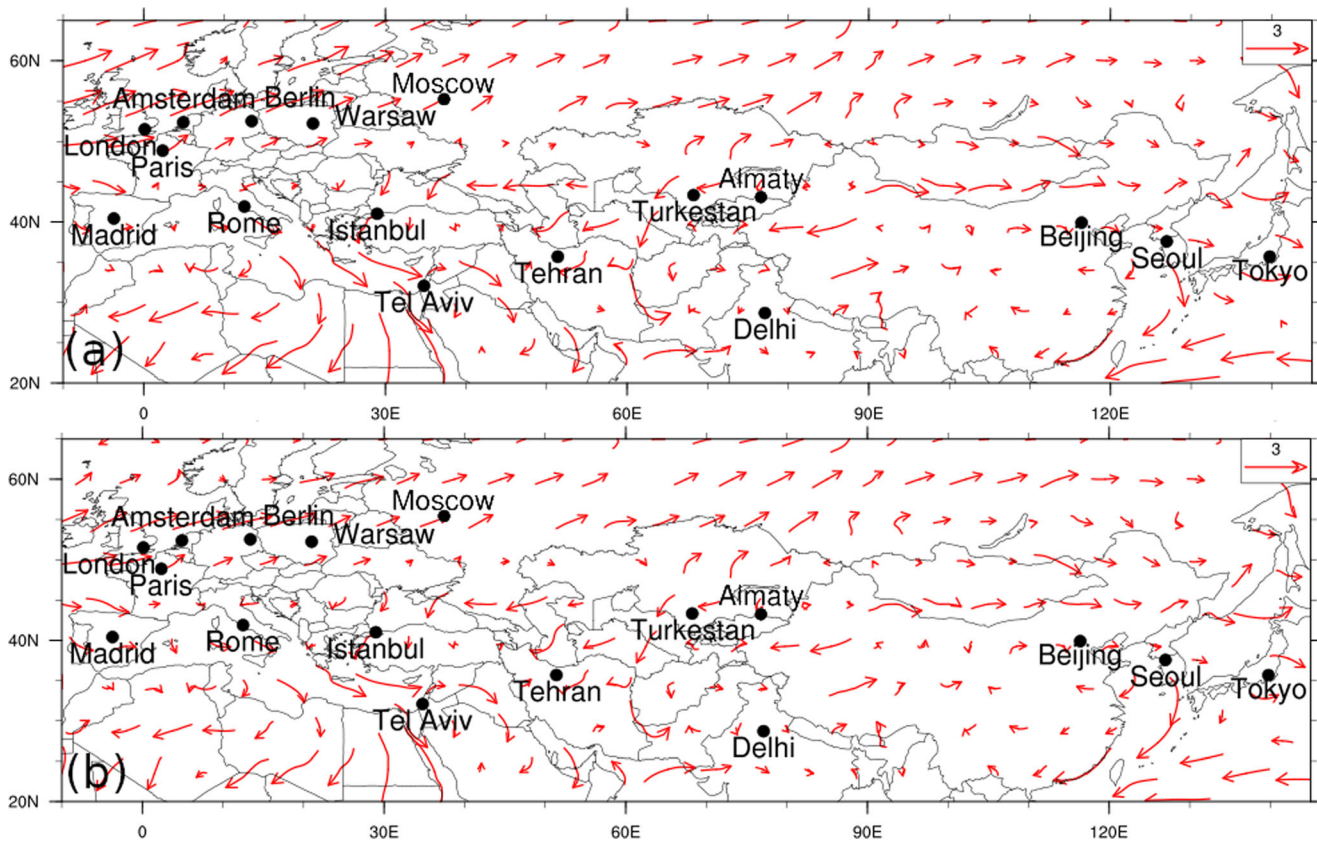 3
60N
Moscow
Amsterdam Berlin
Warsaw
London
Paris
Almaty
Turkestan
40N
Madrid
Rome
Istanbul
Beijing
Tehran
Seoul
Tokyo
Tel Aviv
Delhi
(a)
20N
0
30E
60E
90E
120E
3
60N
Moscow
Amsterdam Berlin
Warsaw
London
Paris
Almaty
Turkestan
40N
Madrid
Rome
Istanbul
Beijing
Tehran
Seoul
Tokyo
Tel Aviv
Delhi
(b)
20N
0
30E
60E
90E
120E